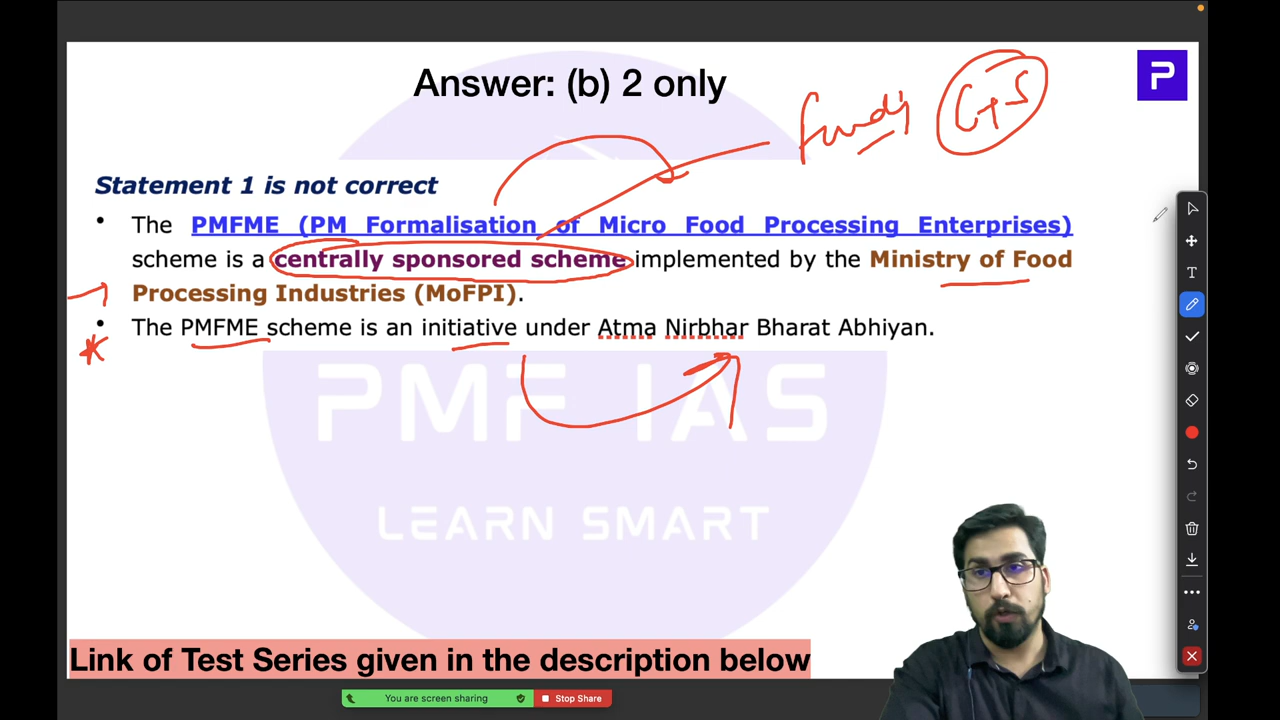 Answer: (b) 2 only
P
Funds C+S
Statement 1 is not correct
• The PMFME (PM Formalisation of Micro Food Processing Enterprises)
scheme is a centrally sponsored scheme implemented by the Ministry of Food
Processing Industries (MoFPI).
• The PMFME scheme is an initiative under Atma Nirbhar Bharat Abhiyan.
PMF IAS
LEARN SMART
T
Link of Test Series given in the description below
You are screen sharing
Stop Share